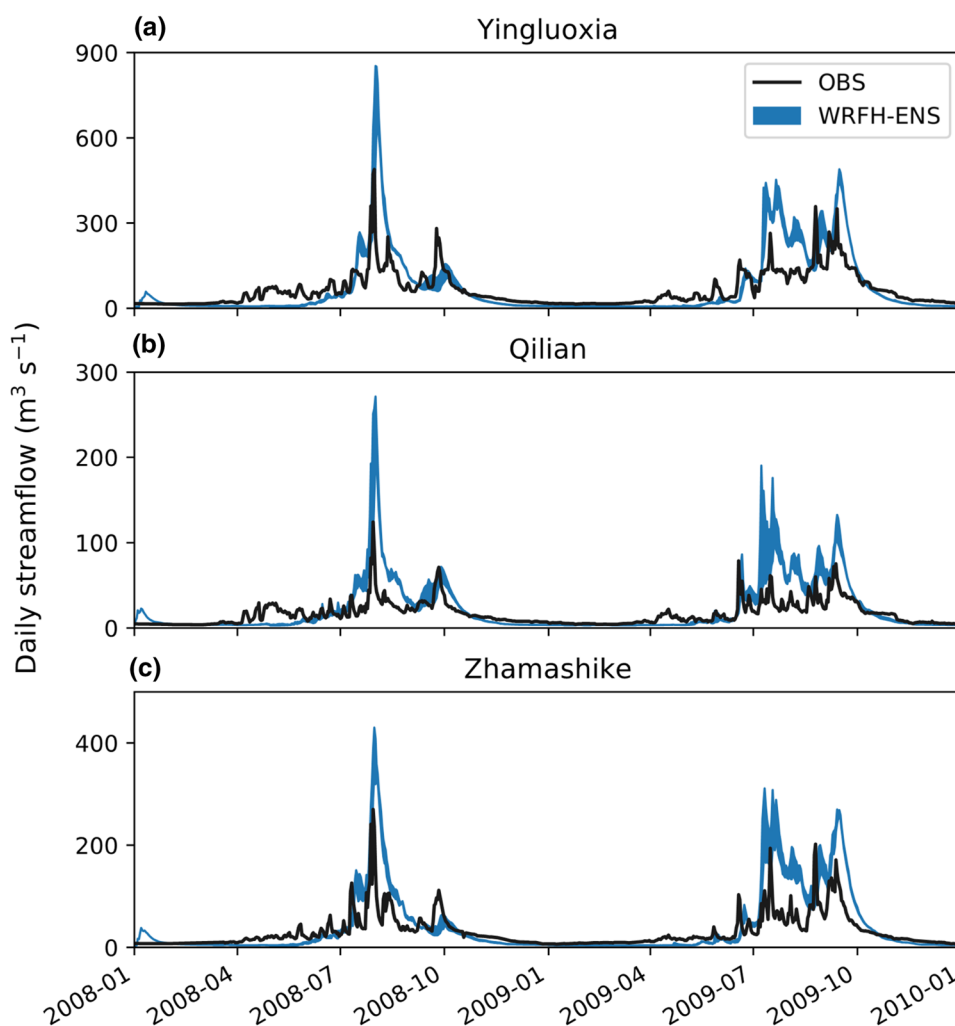 (a) Yingluoxia
900
600
300
0
OBS
WRFH-ENS
(b) Qilian
300
200
100
0
(c) Zhamashike
400
200
0
Daily streamflow (m³ s⁻¹)
2008-01 2008-04 2008-07 2008-10 2009-01 2009-04 2009-07 2009-10 2010-01